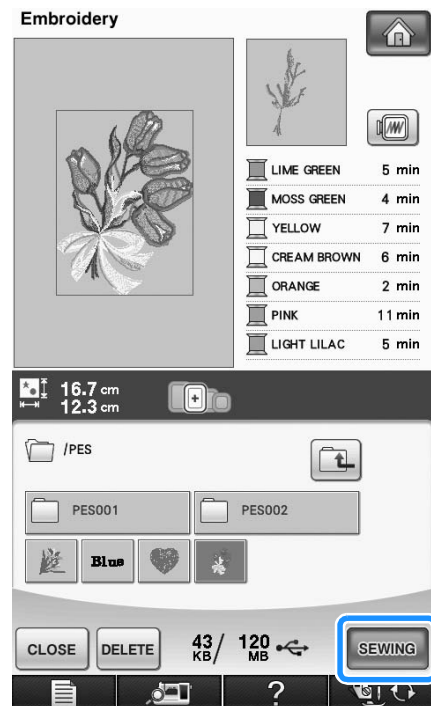 Embroidery
LIME GREEN 5 min
MOSS GREEN 4 min
YELLOW 7 min
CREAM BROWN 6 min
ORANGE 2 min
PINK 11 min
LIGHT LILAC 5 min
16.7 cm
12.3 cm
/PES
PES001 PES002
Blue
CLOSE DELETE 43 KB/ 120 MB SEWING
?